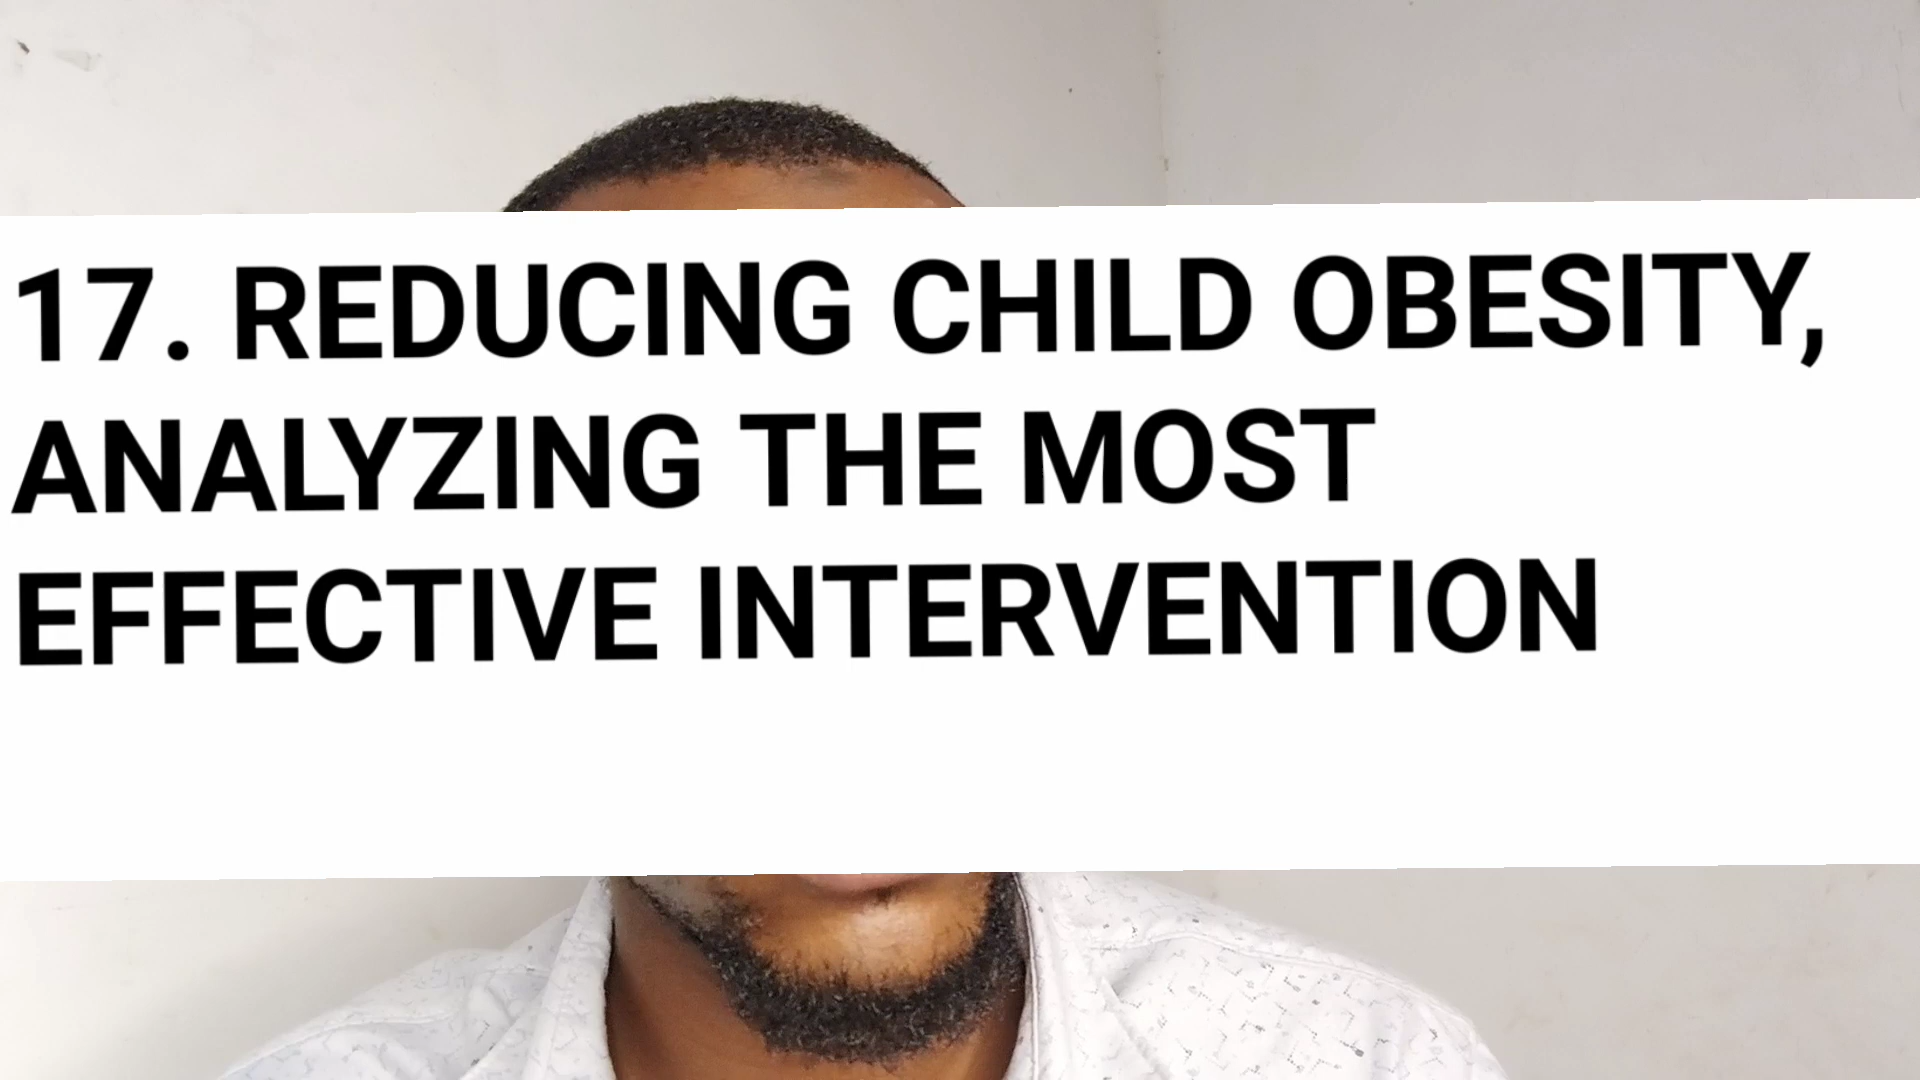 17. REDUCING CHILD OBESITY,
ANALYZING THE MOST
EFFECTIVE INTERVENTION